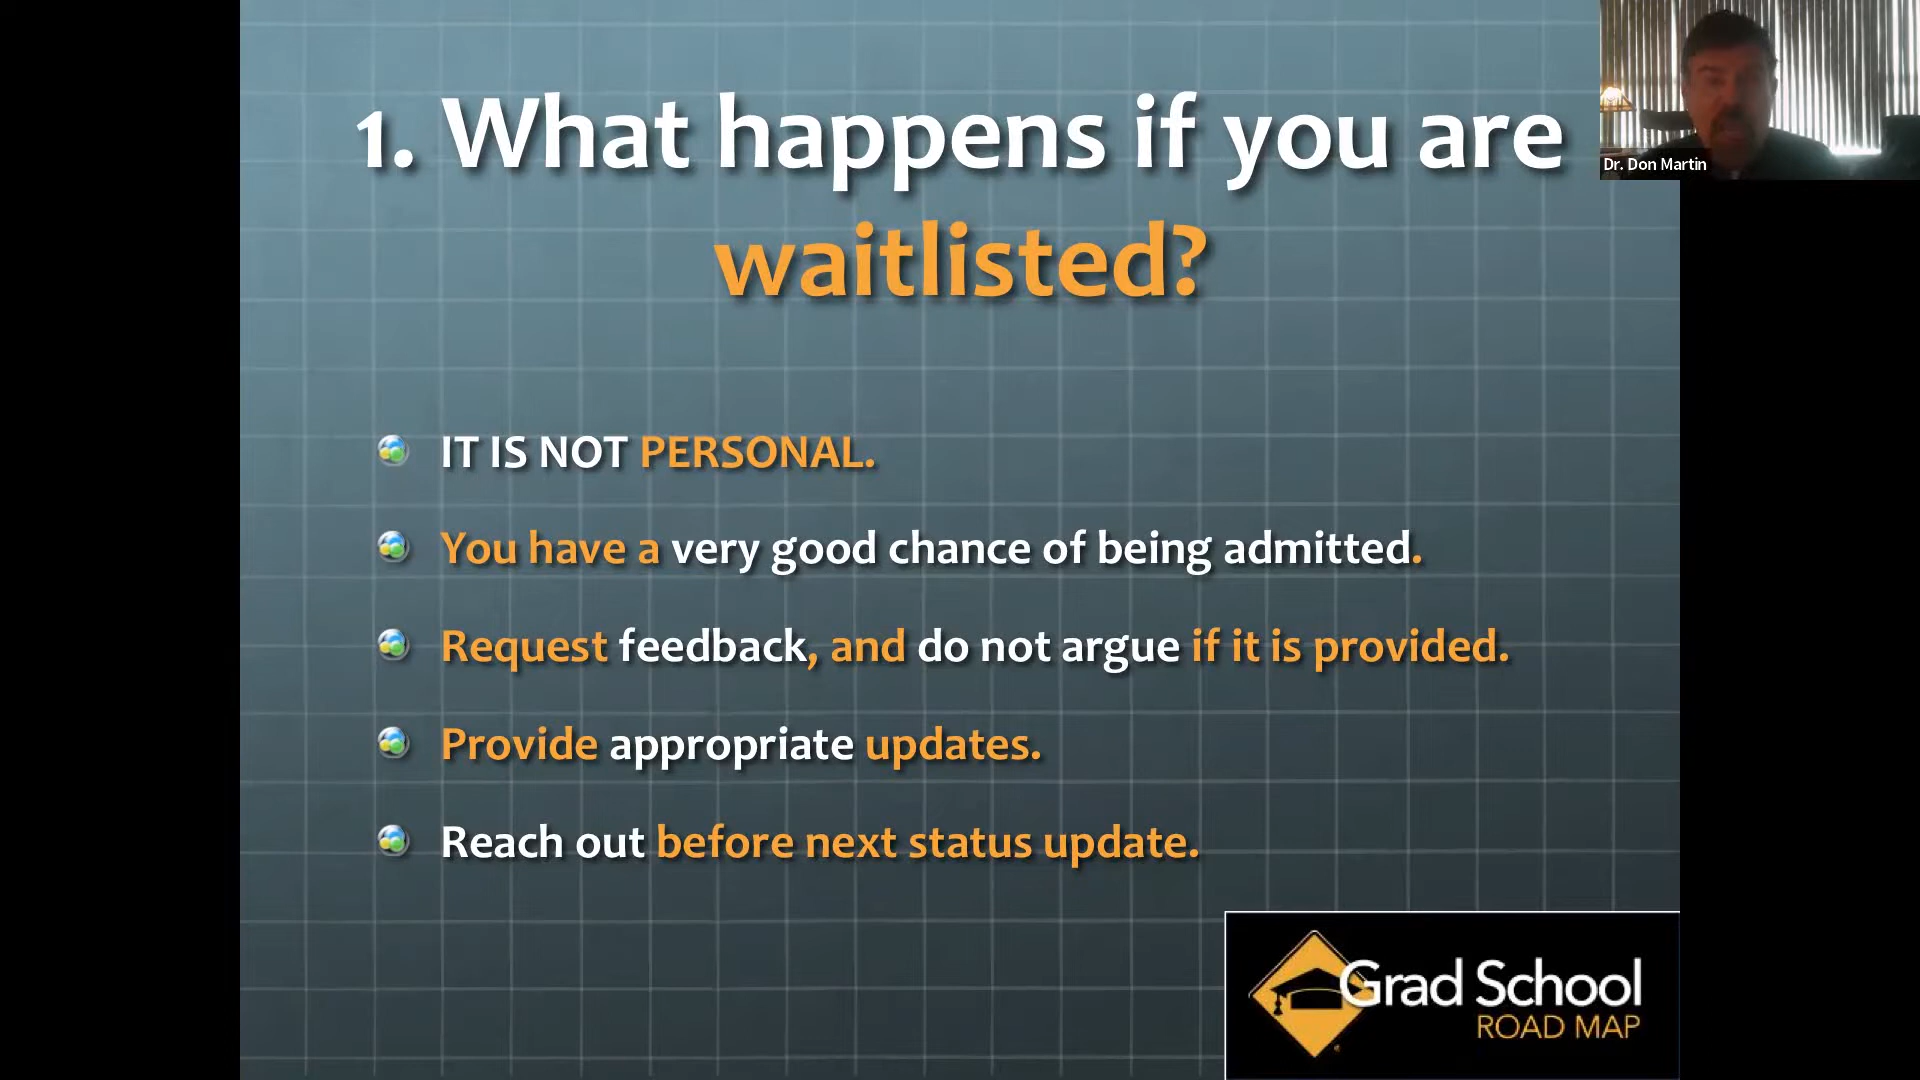 1. What happens if you are
waitlisted?
Dr. Don Martin
IT IS NOT PERSONAL.
You have a very good chance of being admitted.
Request feedback, and do not argue if it is provided.
Provide appropriate updates.
Reach out before next status update.
Grad School
ROAD MAP